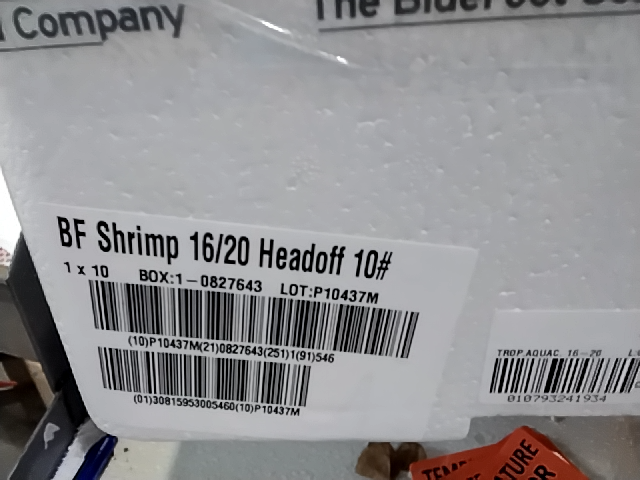 Company
The
BF Shrimp 16/20 Headoff 10#
1 x 10 BOX:1-0827643 LOT:P10437M
(10)P10437M(21)0827643(251)1(91)546
(01)30815953005460(10)P10437M
TROP.AQUAC. 16-20
010793241934